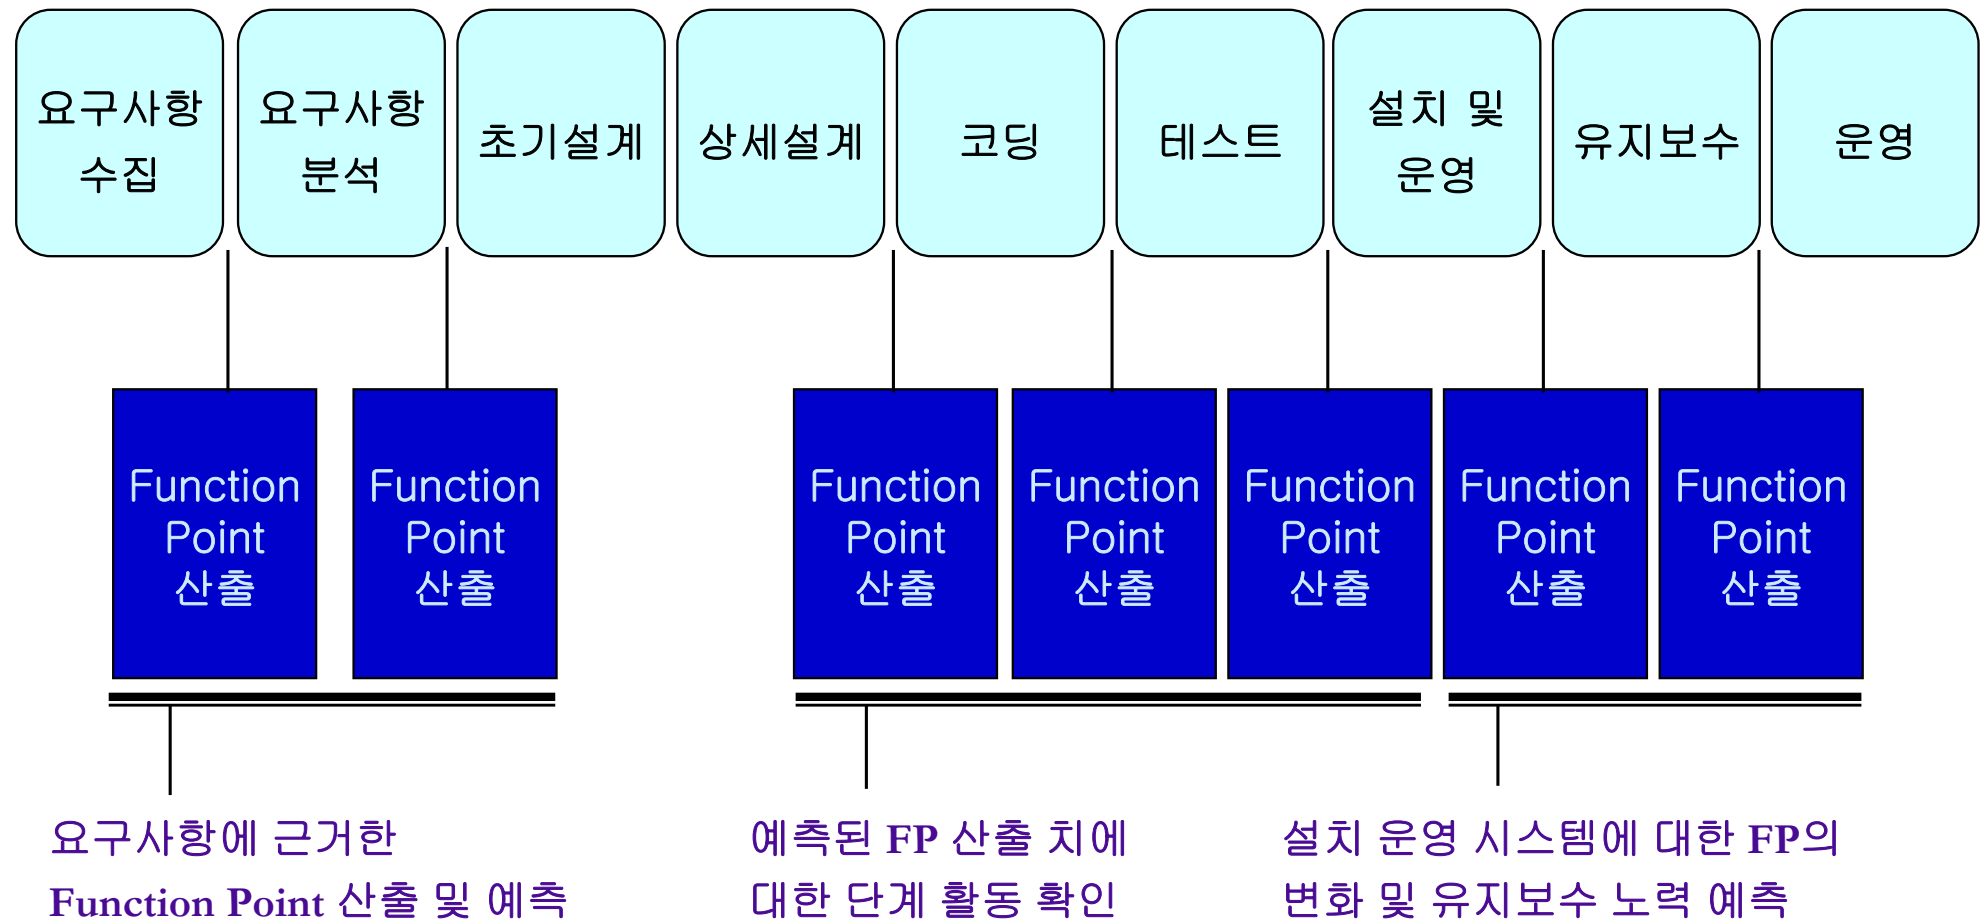 요구사항
수집
요구사항
분석
초기설계
상세설계
코딩
테스트
설치 및
운영
유지보수
운영
Function
Point
산출
Function
Point
산출
Function
Point
산출
Function
Point
산출
Function
Point
산출
Function
Point
산출
Function
Point
산출
요구사항에 근거한
Function Point 산출 및 예측
예측된 FP 산출 치에
대한 단계 활동 확인
설치 운영 시스템에 대한 FP의
변화 및 유지보수 노력 예측